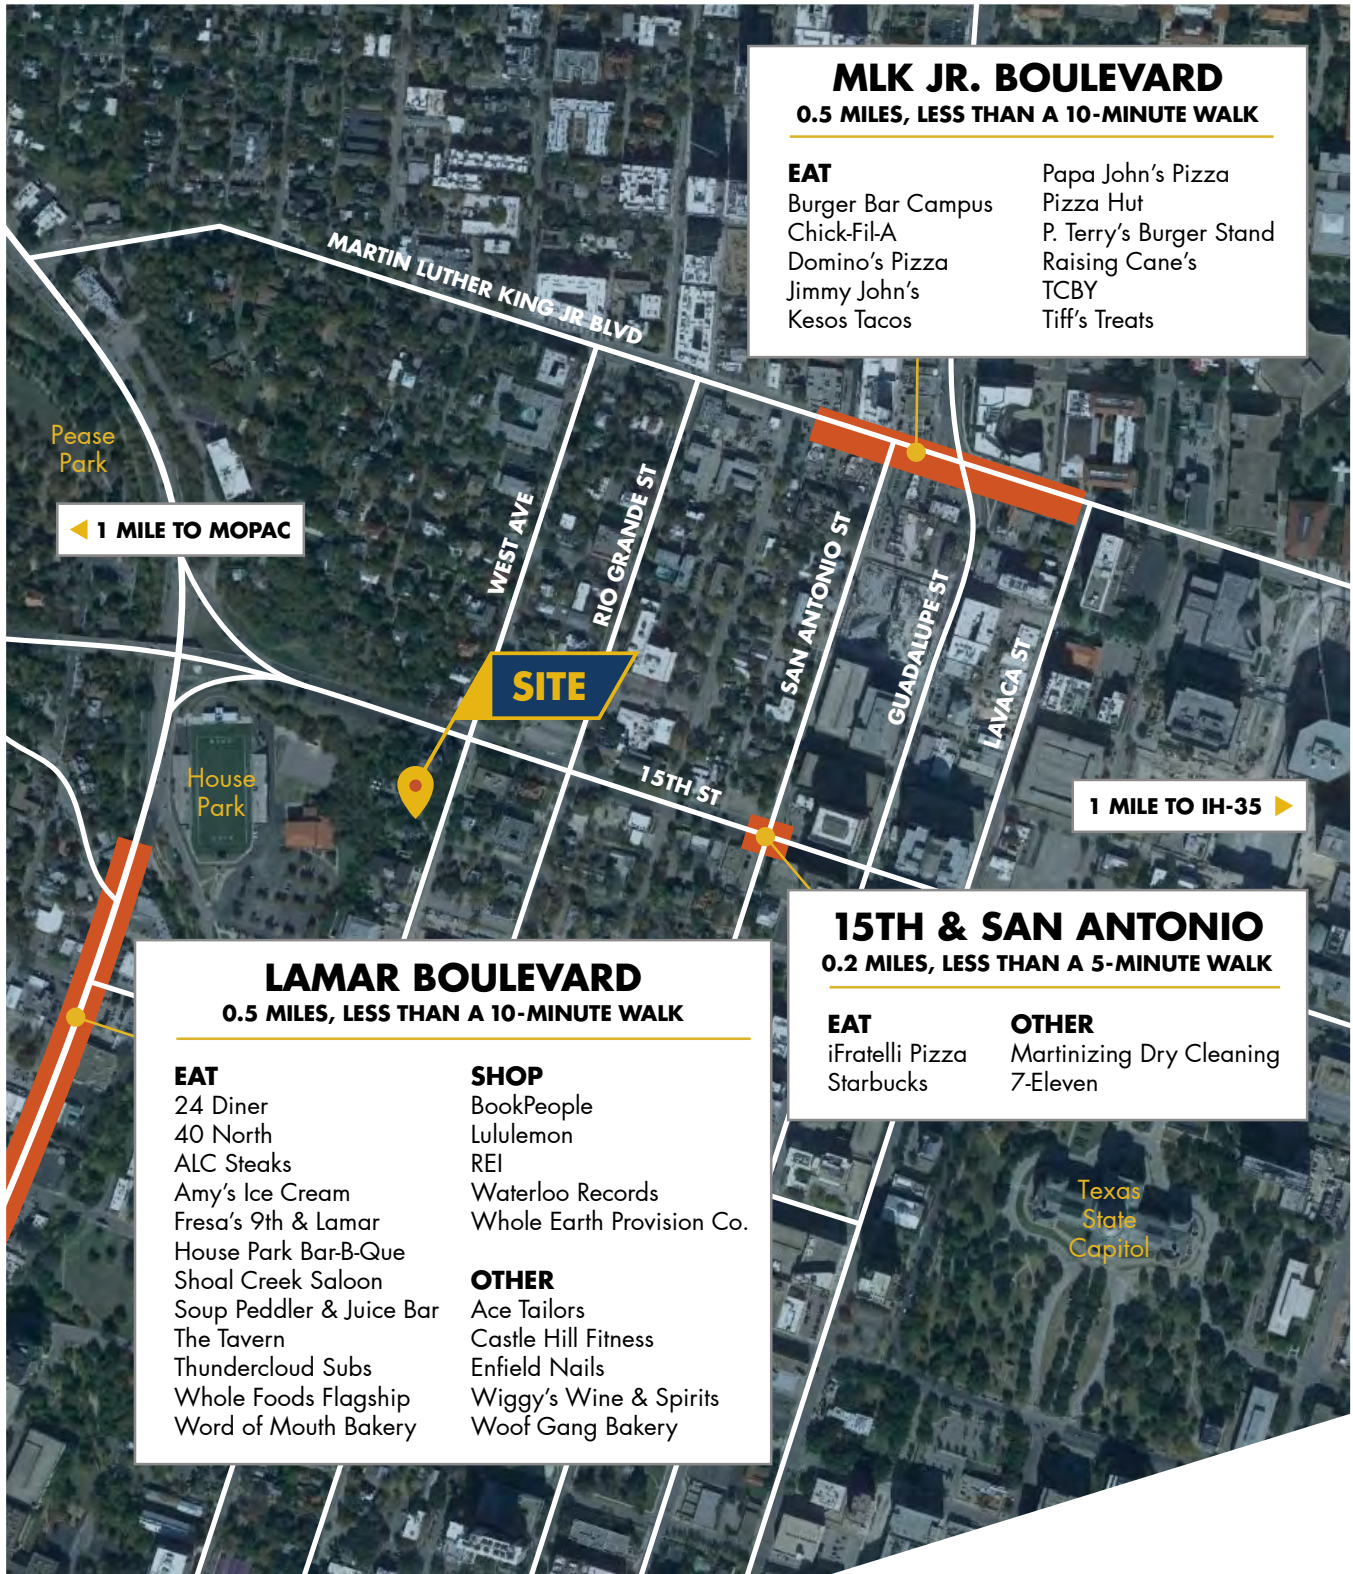 MLK JR. BOULEVARD
0.5 MILES, LESS THAN A 10-MINUTE WALK
EAT
Burger Bar Campus
Chick-Fil-A
Domino's Pizza
Jimmy John's
Kesos Tacos
Papa John's Pizza
Pizza Hut
P. Terry's Burger Stand
Raising Cane's
TCBY
Tiff's Treats
MARTIN LUTHER KING JR BLVD
Pease
Park
1 MILE TO MOPAC
WEST AVE
RIO GRANDE ST
SAN ANTONIO ST
GUADALUPE ST
LAVACA ST
SITE
House
Park
15TH ST
1 MILE TO IH-35
15TH & SAN ANTONIO
0.2 MILES, LESS THAN A 5-MINUTE WALK
EAT
iFratelli Pizza
Starbucks
OTHER
Martinizing Dry Cleaning
7-Eleven
LAMAR BOULEVARD
0.5 MILES, LESS THAN A 10-MINUTE WALK
EAT
24 Diner
40 North
ALC Steaks
Amy's Ice Cream
Fresa's 9th & Lamar
House Park Bar-B-Que
Shoal Creek Saloon
Soup Peddler & Juice Bar
The Tavern
Thundercloud Subs
Whole Foods Flagship
Word of Mouth Bakery
SHOP
BookPeople
Lululemon
REI
Waterloo Records
Whole Earth Provision Co.
OTHER
Ace Tailors
Castle Hill Fitness
Enfield Nails
Wiggy's Wine & Spirits
Woof Gang Bakery
Texas
State
Capitol